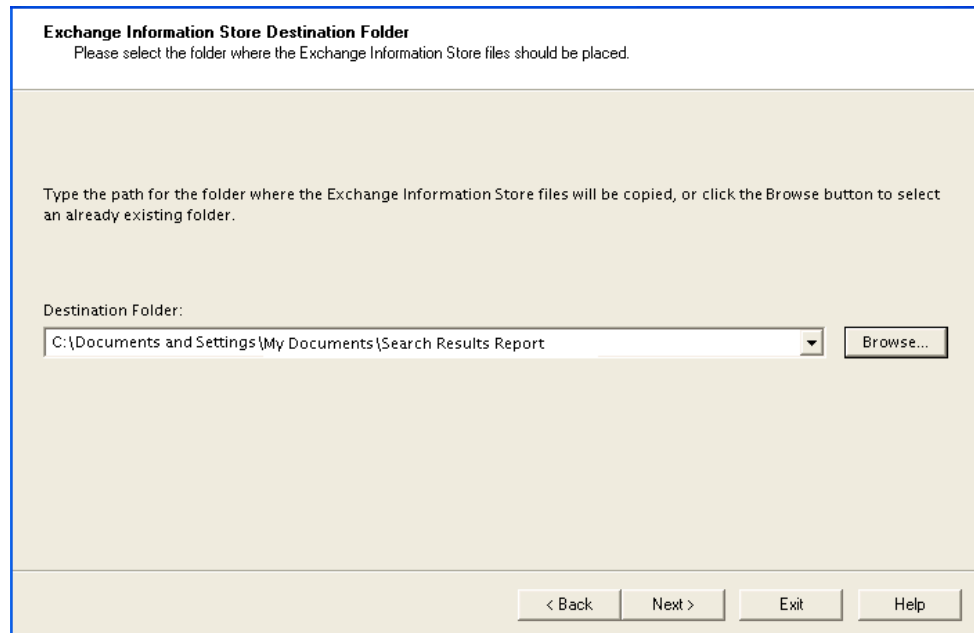 Exchange Information Store Destination Folder
Please select the folder where the Exchange Information Store files should be placed.
Type the path for the folder where the Exchange Information Store files will be copied, or click the Browse button to select
an already existing folder.
Destination Folder:
C:\Documents and Settings\My Documents\Search Results Report
Browse...
< Back
Next >
Exit
Help